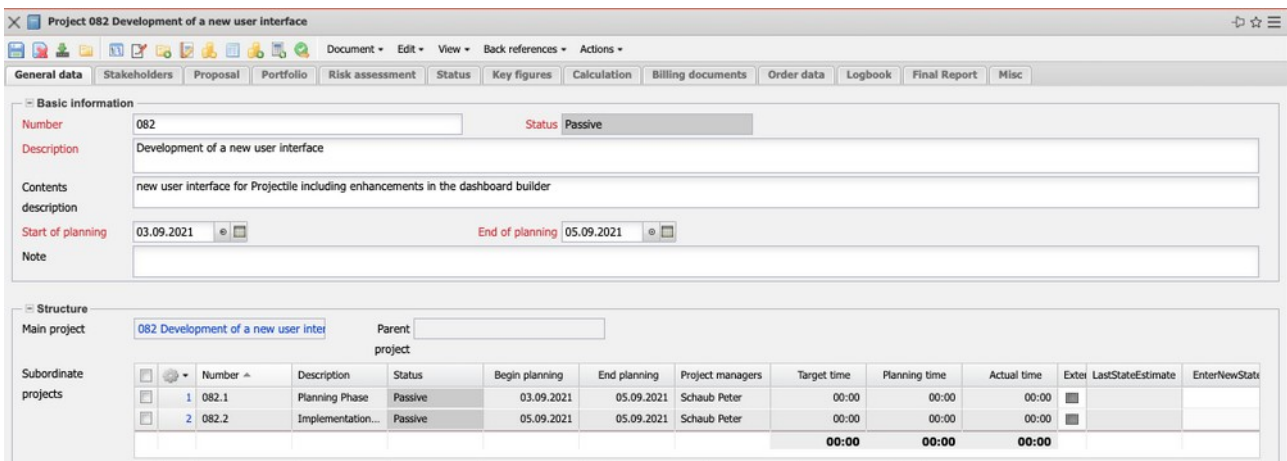 Project 082 Development of a new user interface
Document Edit View Back references Actions
General data Stakeholders Proposal Portfolio Risk assessment Status Key figures Calculation Billing documents Order data Logbook Final Report Misc
Basic information
Number 082 Status Passive
Description Development of a new user interface
Contents description new user interface for Projectile including enhancements in the dashboard builder
Start of planning 03.09.2021 End of planning 05.09.2021
Note
Structure
Main project 082 Development of a new user inter Parent project
Subordinate projects Number Description Status Begin planning End planning Project managers Target time Planning time Actual time Exter LastStateEstimate EnterNewState
1 082.1 Planning Phase Passive 03.09.2021 05.09.2021 Schaub Peter 00:00 00:00 00:00
2 082.2 Implementation... Passive 05.09.2021 05.09.2021 Schaub Peter 00:00 00:00 00:00
00:00 00:00 00:00